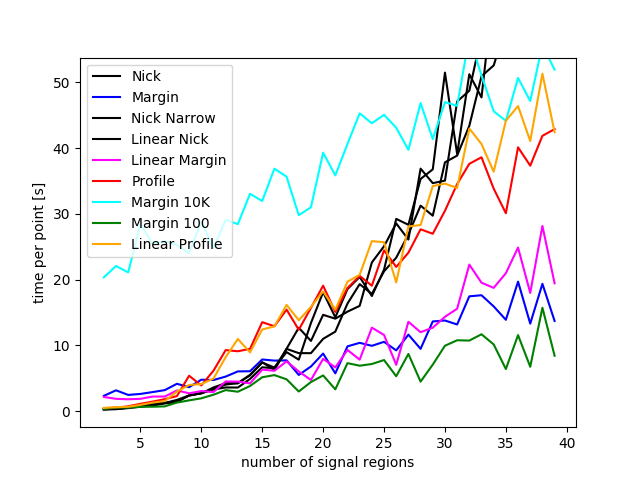 50
40
30
20
10
0
time per point [s]
Nick
Margin
Nick Narrow
Linear Nick
Linear Margin
Profile
Margin 10K
Margin 100
Linear Profile
5 10 15 20 25 30 35 40
number of signal regions